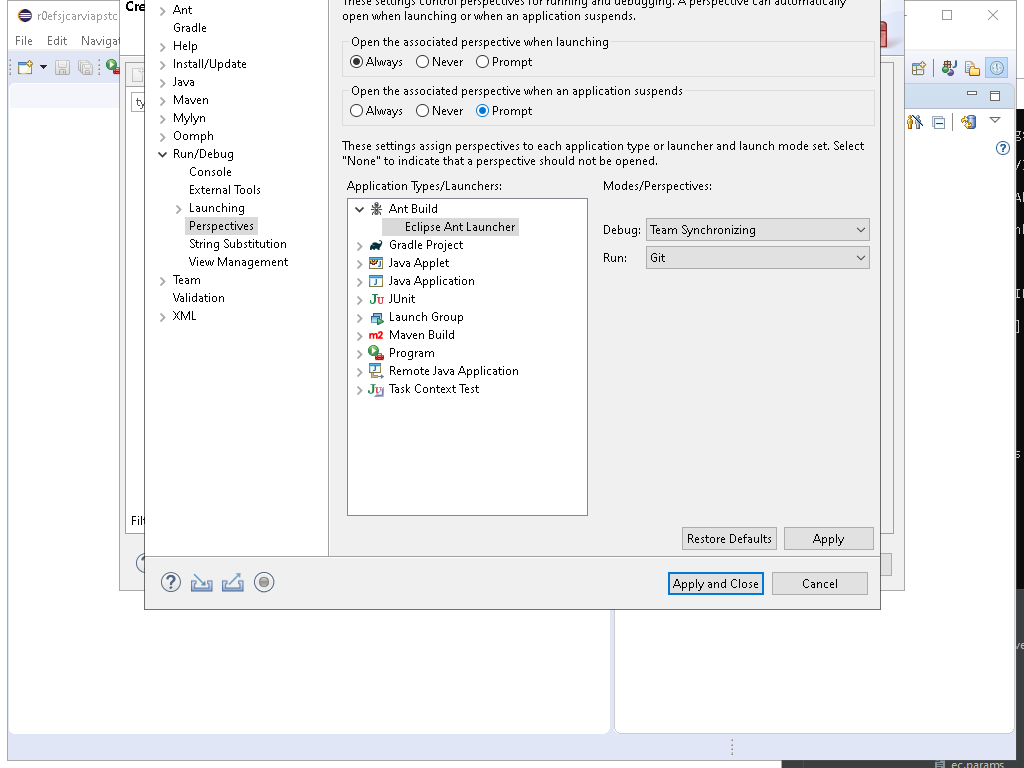 r0efsjcarviapstc
File Edit Navigat
Cre
ty
Filt
Ant
Gradle
Help
Install/Update
Java
Maven
Mylyn
Oomph
Run/Debug
Console
External Tools
Launching
Perspectives
String Substitution
View Management
Team
Validation
XML
These settings control perspectives for running and debugging. A perspective can automatically
open when launching or when an application suspends.
Open the associated perspective when launching
Always Never Prompt
Open the associated perspective when an application suspends
Always Never Prompt
These settings assign perspectives to each application type or launcher and launch mode set. Select
"None" to indicate that a perspective should not be opened.
Application Types/Launchers:
Ant Build
Eclipse Ant Launcher
Gradle Project
Java Applet
Java Application
JUnit
Launch Group
Maven Build
Program
Remote Java Application
Task Context Test
Modes/Perspectives:
Debug: Team Synchronizing
Run: Git
Restore Defaults Apply
Apply and Close Cancel
ec.params